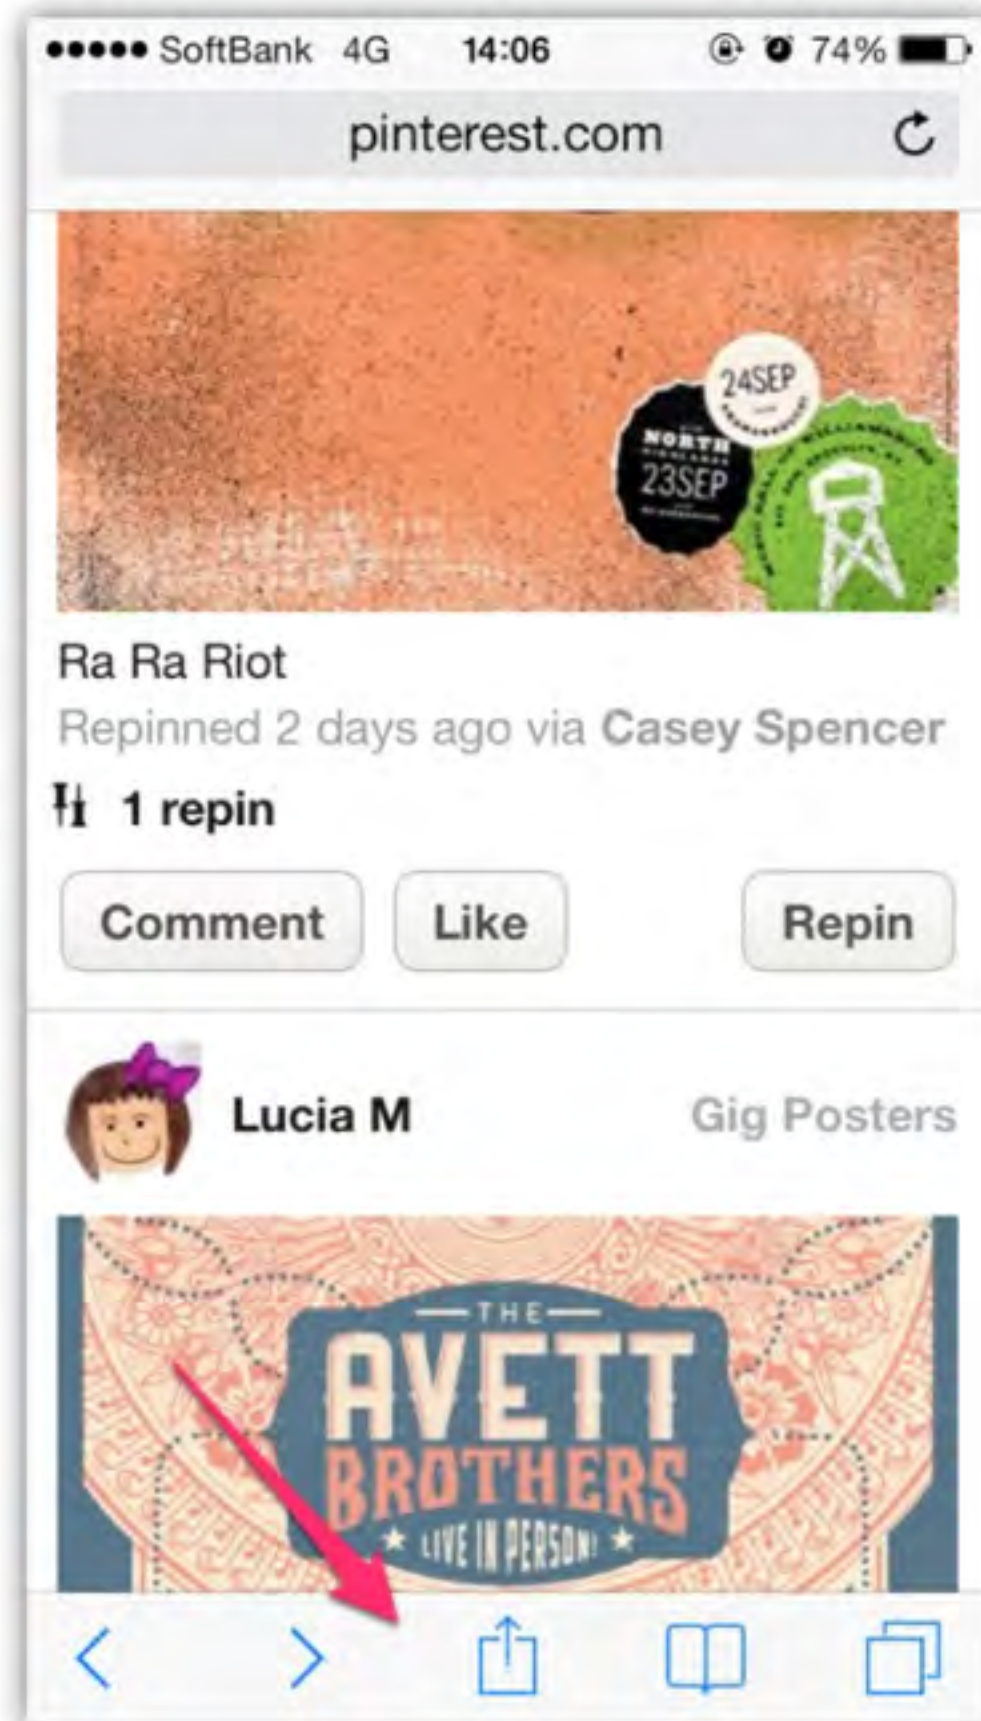 SoftBank 4G 14:06 74%
pinterest.com
24SEP
NORTH
23SEP
Ra Ra Riot
Repinned 2 days ago via Casey Spencer
1 repin
Comment Like Repin
Lucia M Gig Posters
THE
AVETT
BROTHERS
LIVE IN PERSON!